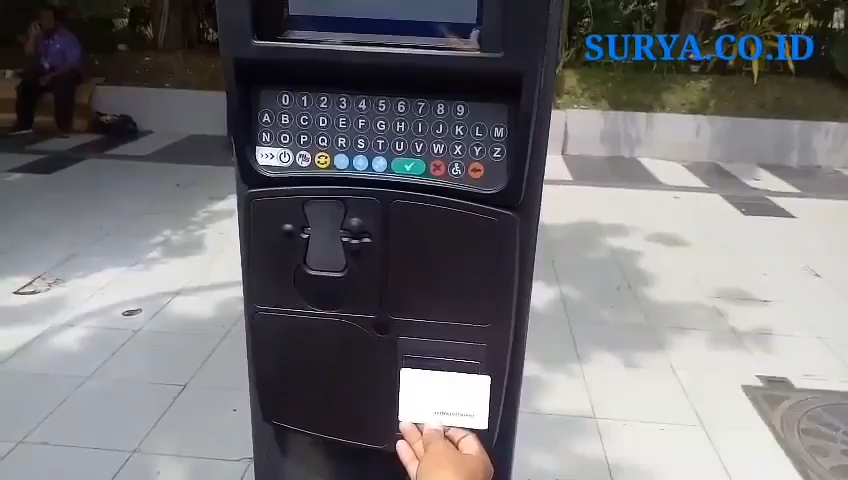 SURYA.CO.ID
0 1 2 3 4 5 6 7 8 9
A B C D E F G H I J K L M
N O P Q R S T U V W X Y Z
>>>